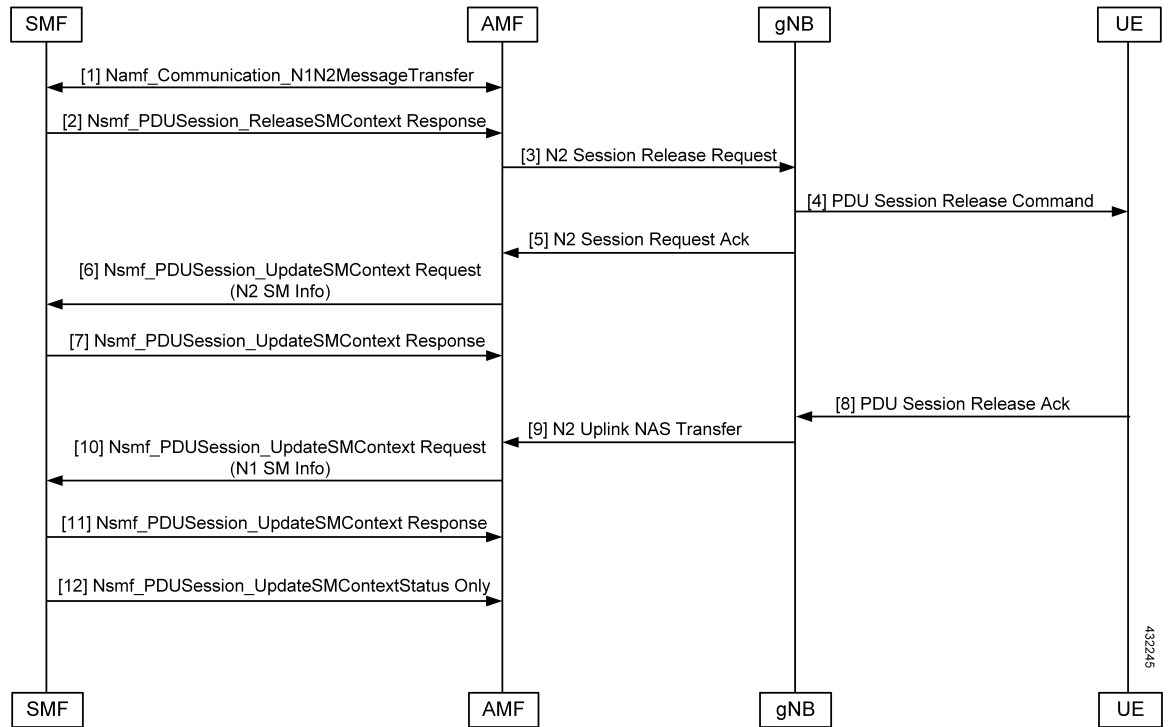 SMF
AMF
gNB
UE
[1] Namf_Communication_N1N2MessageTransfer
[2] Nsmf_PDUSession_ReleaseSMContext Response
[3] N2 Session Release Request
[4] PDU Session Release Command
[5] N2 Session Request Ack
[6] Nsmf_PDUSession_UpdateSMContext Request
(N2 SM Info)
[7] Nsmf_PDUSession_UpdateSMContext Response
[8] PDU Session Release Ack
[9] N2 Uplink NAS Transfer
[10] Nsmf_PDUSession_UpdateSMContext Request
(N1 SM Info)
[11] Nsmf_PDUSession_UpdateSMContext Response
[12] Nsmf_PDUSession_UpdateSMContextStatus Only
432245
SMF
AMF
gNB
UE